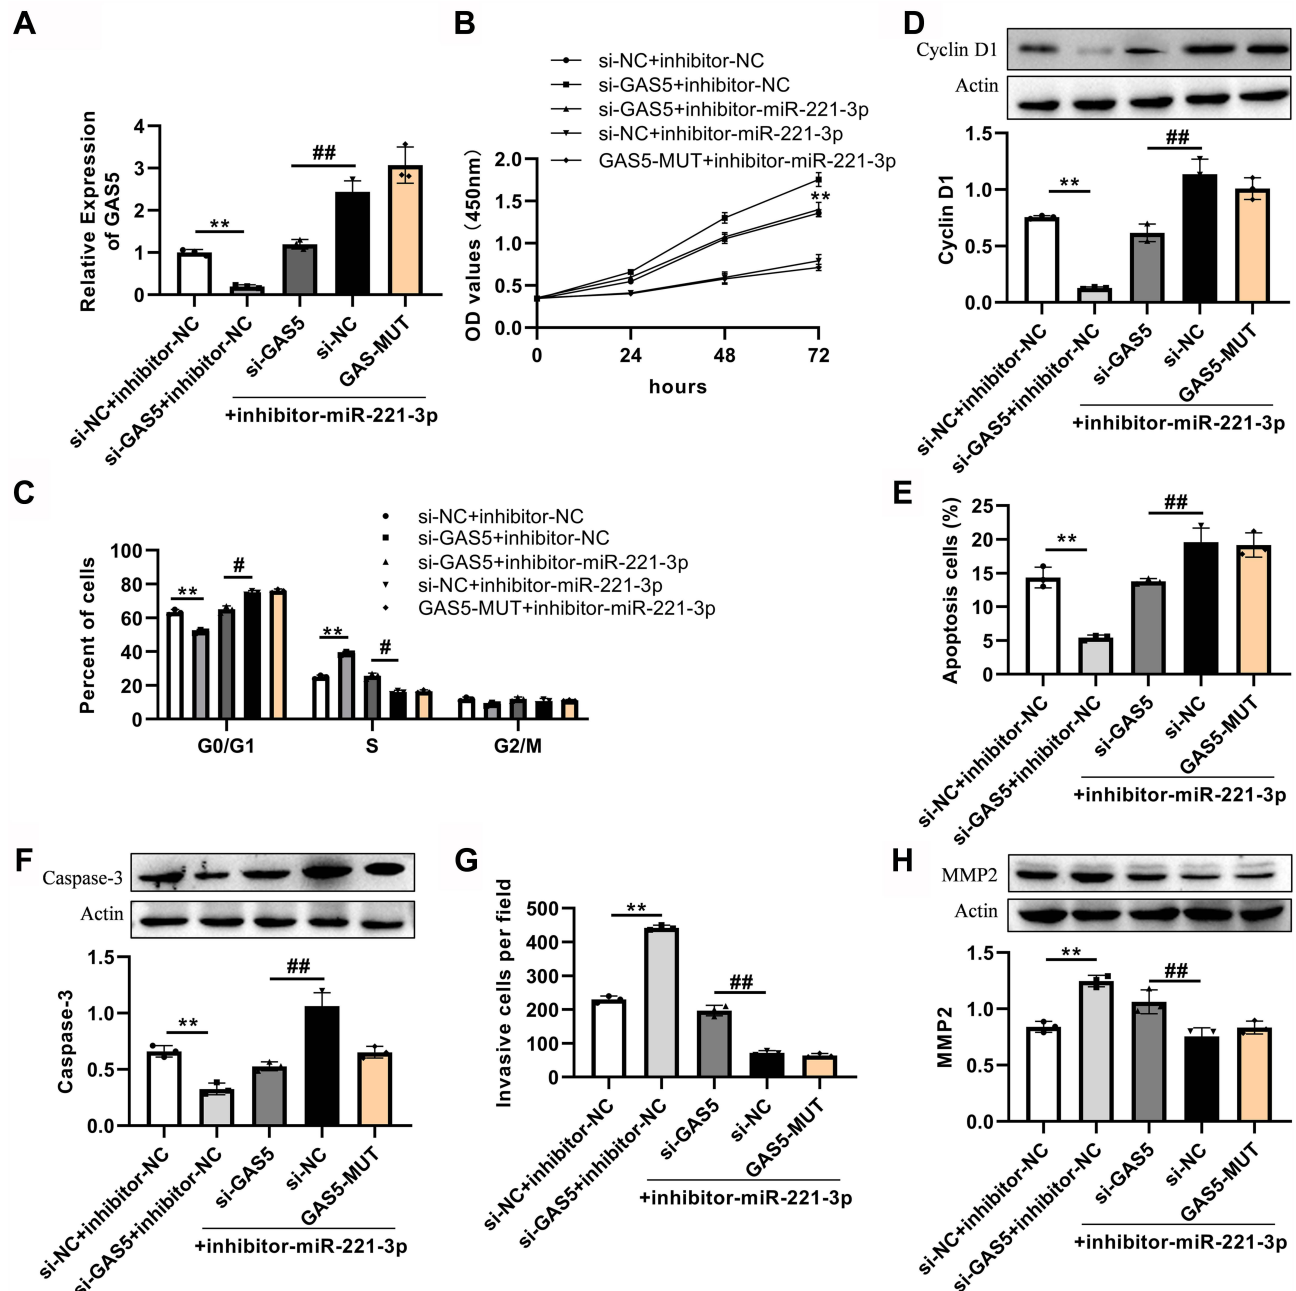 A
Relative Expression
of GAS5
4
3
2
1
0
**
##
si-NC+inhibitor-NC
si-GAS5+inhibitor-NC
si-GAS5
si-NC
GAS-MUT
+inhibitor-miR-221-3p
B
si-NC+inhibitor-NC
si-GAS5+inhibitor-NC
si-GAS5+inhibitor-miR-221-3p
si-NC+inhibitor-miR-221-3p
GAS5-MUT+inhibitor-miR-221-3p
OD values（450nm）
2.0
1.5
1.0
0.5
0.0
**
0 24 48 72
hours
D
Cyclin D1
Actin
Cyclin D1
1.5
1.0
0.5
0.0
**
##
si-NC+inhibitor-NC
si-GAS5+inhibitor-NC
si-GAS5
si-NC
GAS5-MUT
+inhibitor-miR-221-3p
C
si-NC+inhibitor-NC
si-GAS5+inhibitor-NC
si-GAS5+inhibitor-miR-221-3p
si-NC+inhibitor-miR-221-3p
GAS5-MUT+inhibitor-miR-221-3p
Percent of cells
100
80
60
40
20
0
**
#
**
#
G0/G1 S G2/M
E
Apoptosis cells (%)
25
20
15
10
5
0
**
##
si-NC+inhibitor-NC
si-GAS5+inhibitor-NC
si-GAS5
si-NC
GAS5-MUT
+inhibitor-miR-221-3p
F
Caspase-3
Actin
Caspase-3
1.5
1.0
0.5
0.0
**
##
si-NC+inhibitor-NC
si-GAS5+inhibitor-NC
si-GAS5
si-NC
GAS5-MUT
+inhibitor-miR-221-3p
G
Invasive cells per field
500
400
300
200
100
0
**
##
si-NC+inhibitor-NC
si-GAS5+inhibitor-NC
si-GAS5
si-NC
GAS5-MUT
+inhibitor-miR-221-3p
H
MMP2
Actin
MMP2
1.5
1.0
0.5
0.0
**
##
si-NC+inhibitor-NC
si-GAS5+inhibitor-NC
si-GAS5
si-NC
GAS5-MUT
+inhibitor-miR-221-3p